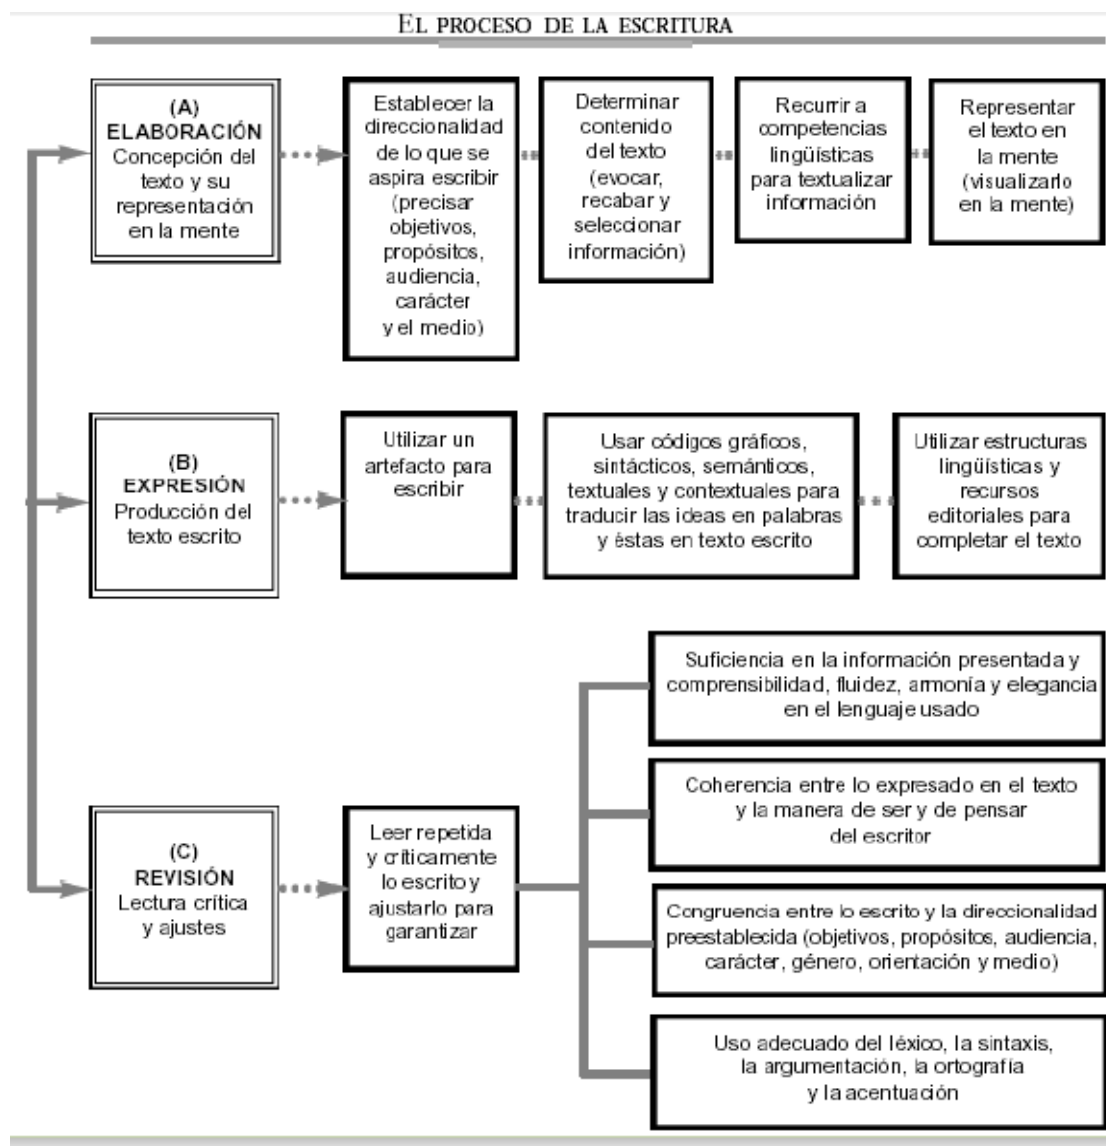 EL PROCESO DE LA ESCRITURA
(A)
ELABORACIÓN
Concepción del
texto y su
representación
en la mente
Establecer la
direccionalidad
de lo que se
aspira escribir
(precisar
objetivos,
propósitos,
audiencia,
carácter
y el medio)
Determinar
contenido
del texto
(evocar,
recabar y
seleccionar
información)
Recurrir a
competencias
lingüísticas
para textualizar
información
Representar
el texto en
la mente
(visualizarlo
en la mente)
(B)
EXPRESIÓN
Producción del
texto escrito
Utilizar un
artefacto para
escribir
Usar códigos gráficos,
sintácticos, semánticos,
textuales y contextuales para
traducir las ideas en palabras
y éstas en texto escrito
Utilizar estructuras
lingüísticas y
recursos
editoriales para
completar el texto
(C)
REVISIÓN
Lectura crítica
y ajustes
Leer repetida
y críticamente
lo escrito y
ajustarlo para
garantizar
Suficiencia en la información presentada y
comprensibilidad, fluidez, armonía y elegancia
en el lenguaje usado
Coherencia entre lo expresado en el texto
y la manera de ser y de pensar
del escritor
Congruencia entre lo escrito y la direccionalidad
preestablecida (objetivos, propósitos, audiencia,
carácter, género, orientación y medio)
Uso adecuado del léxico, la sintaxis,
la argumentación, la ortografía
y la acentuación